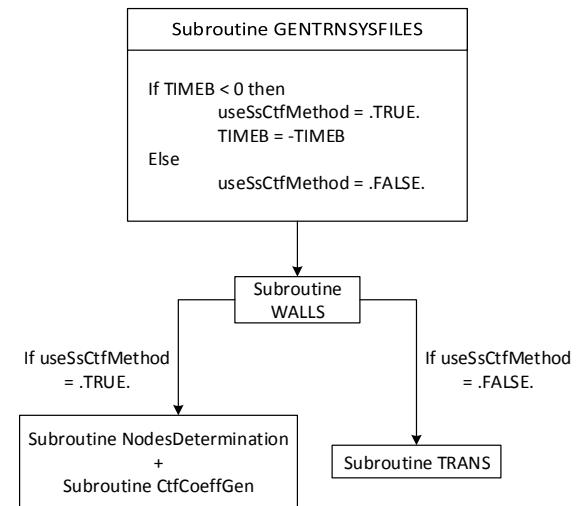 Subroutine GENTRNSYSFILES
If TIMEB < 0 then
useSsCtfMethod = .TRUE.
TIMEB = -TIMEB
Else
useSsCtfMethod = .FALSE.
Subroutine
WALLS
If useSsCtfMethod
= .TRUE.
If useSsCtfMethod
= .FALSE.
Subroutine NodesDetermination
+
Subroutine CtfCoeffGen
Subroutine TRANS